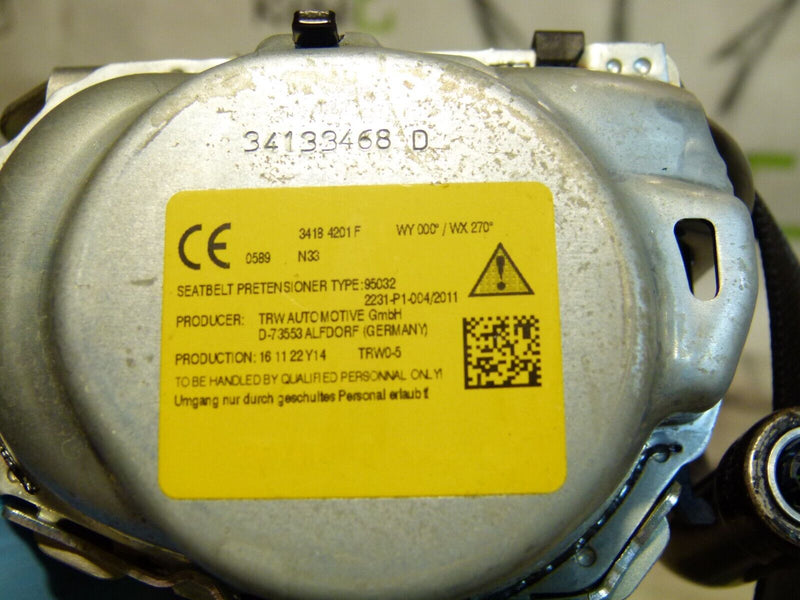 34133468 D
CE 0589
3418 4201 F WY 000° / WX 270°
N33
SEATBELT PRETENSIONER TYPE: 95032
2231-P1-004/2011
PRODUCER: TRW AUTOMOTIVE GmbH
D-73553 ALFDORF (GERMANY)
PRODUCTION: 16 11 22 Y14 TRW0-5
TO BE HANDLED BY QUALIFIED PERSONNAL ONLY!
Umgang nur durch geschultes Personal erlaubt!